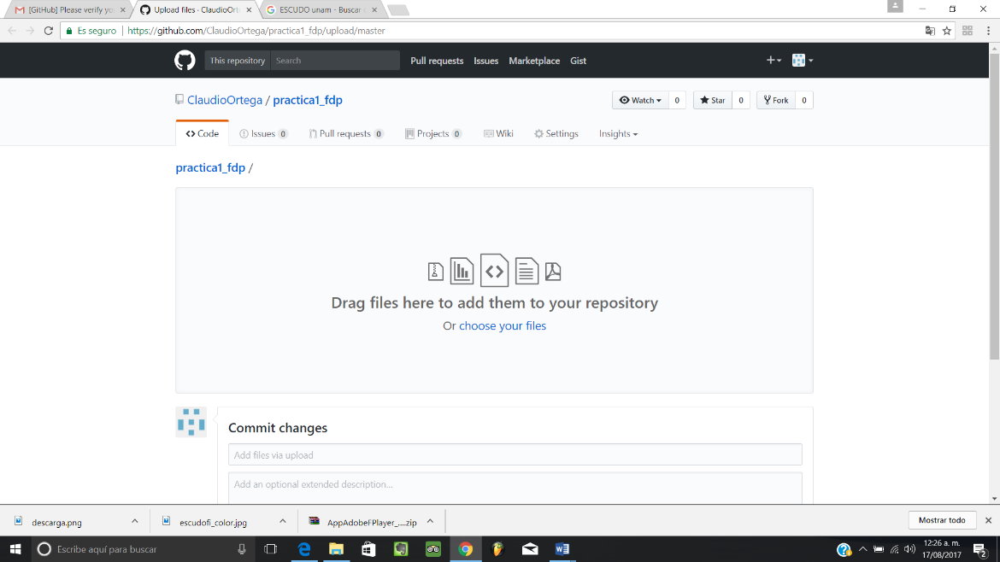 [GitHub] Please verify yo
Upload files · ClaudioOrt
ESCUDO unam - Buscar
Es seguro
https://github.com/ClaudioOrtega/practica1_fdp/upload/master
This repository
Search
Pull requests
Issues
Marketplace
Gist
ClaudioOrtega / practica1_fdp
Watch 0
Star 0
Fork 0
Code
Issues 0
Pull requests 0
Projects 0
Wiki
Settings
Insights
practica1_fdp /
Drag files here to add them to your repository
Or choose your files
Commit changes
Add files via upload
Add an optional extended description...
descarga.png
escudofi_color.jpg
AppAdobeFPlayer_....zip
Mostrar todo
Escribe aquí para buscar
12:26 a. m.
17/08/2017
2